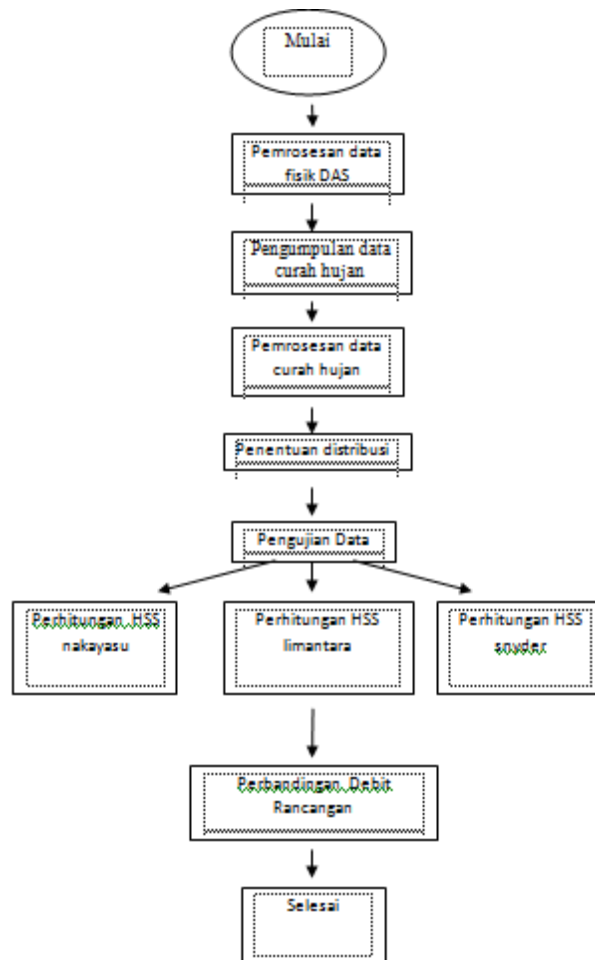 Mulai
Pemrosesan data
fisik DAS
Pengumpulan data
curah hujan
Pemrosesan data
curah hujan
Penentuan distribusi
Pengujian Data
Perhitungan HSS
nakayasu
Perhitungan HSS
limantara
Perhitungan HSS
snyder
Perbandingan Debit
Rancangan
Selesai